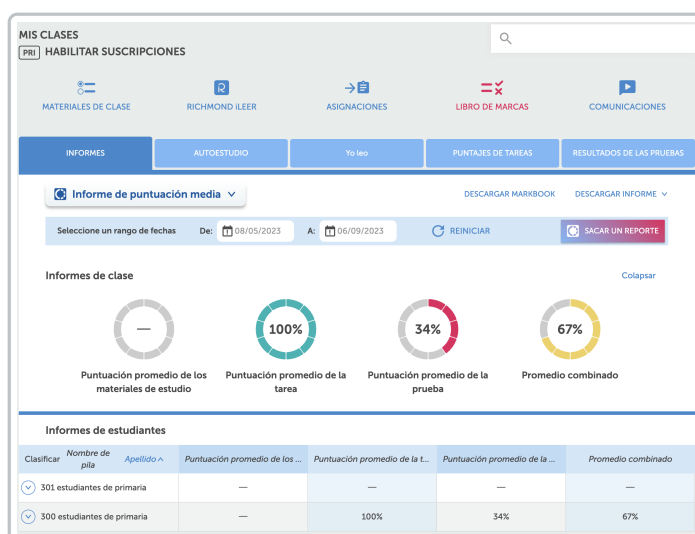 MIS CLASES
PRI HABILITAR SUSCRIPCIONES
MATERIALES DE CLASE
RICHMOND iLEER
ASIGNACIONES
LIBRO DE MARCAS
COMUNICACIONES
INFORMES
AUTOESTUDIO
Yo leo
PUNTAJES DE TAREAS
RESULTADOS DE LAS PRUEBAS
Informe de puntuación media
DESCARGAR MARKBOOK
DESCARGAR INFORME
Seleccione un rango de fechas De: 08/05/2023 A: 06/09/2023 REINICIAR SACAR UN REPORTE
Informes de clase
Colapsar
—
100%
34%
67%
Puntuación promedio de los
materiales de estudio
Puntuación promedio de la
tarea
Puntuación promedio de la
prueba
Promedio combinado
Informes de estudiantes
Clasificar Nombre de
pila
Apellido Puntuación promedio de los ... Puntuación promedio de la t... Puntuación promedio de la ... Promedio combinado
301 estudiantes de primaria — — — —
300 estudiantes de primaria — 100% 34% 67%